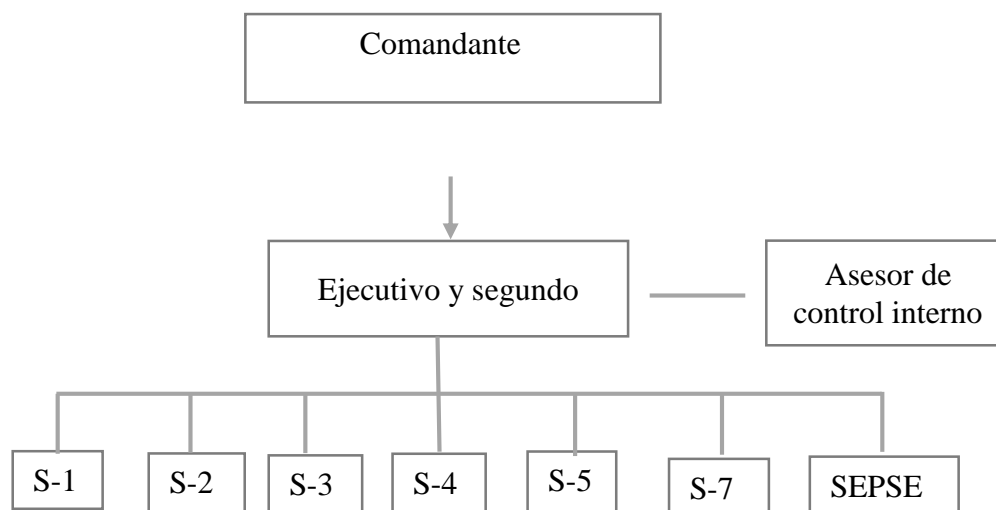 Comandante
Ejecutivo y segundo
Asesor de
control interno
S-1
S-2
S-3
S-4
S-5
S-7
SEPSE